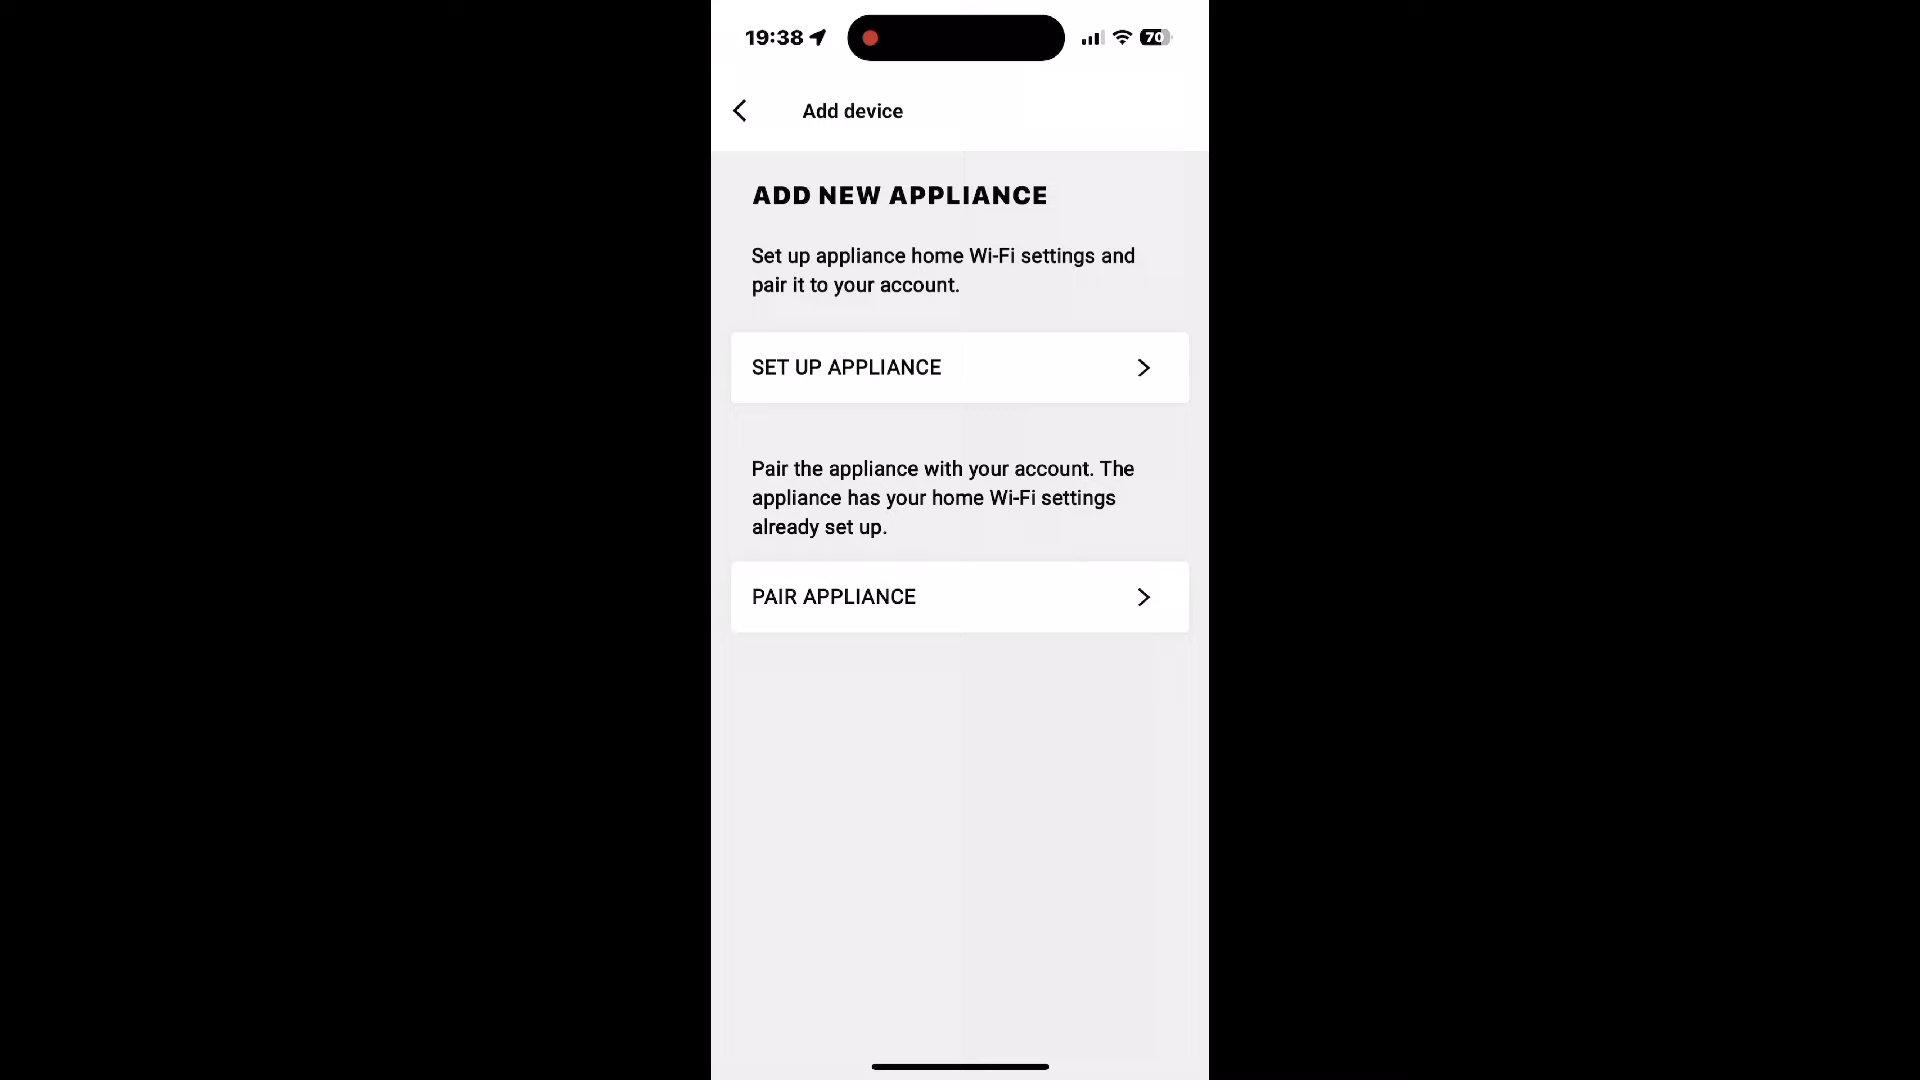 19:38
70
Add device
ADD NEW APPLIANCE
Set up appliance home Wi-Fi settings and
pair it to your account.
SET UP APPLIANCE
Pair the appliance with your account. The
appliance has your home Wi-Fi settings
already set up.
PAIR APPLIANCE